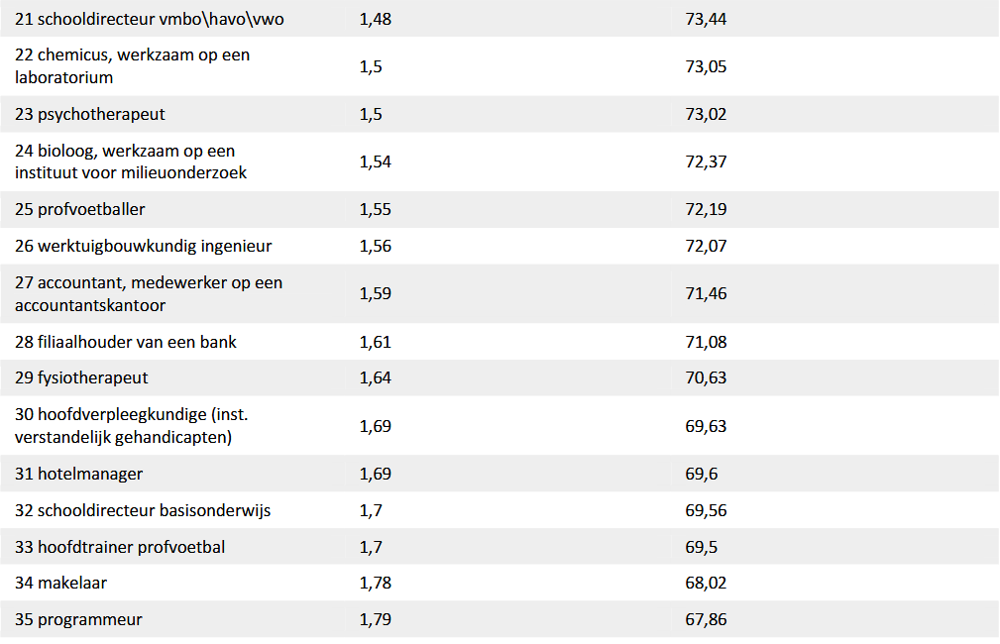 21 schooldirecteur vmbo\havo\vwo 1,48 73,44
22 chemicus, werkzaam op een
laboratorium 1,5 73,05
23 psychotherapeut 1,5 73,02
24 bioloog, werkzaam op een
instituut voor milieuonderzoek 1,54 72,37
25 profvoetballer 1,55 72,19
26 werktuigbouwkundig ingenieur 1,56 72,07
27 accountant, medewerker op een
accountantskantoor 1,59 71,46
28 filiaalhouder van een bank 1,61 71,08
29 fysiotherapeut 1,64 70,63
30 hoofdverpleegkundige (inst.
verstandelijk gehandicapten) 1,69 69,63
31 hotelmanager 1,69 69,6
32 schooldirecteur basisonderwijs 1,7 69,56
33 hoofdtrainer profvoetbal 1,7 69,5
34 makelaar 1,78 68,02
35 programmeur 1,79 67,86